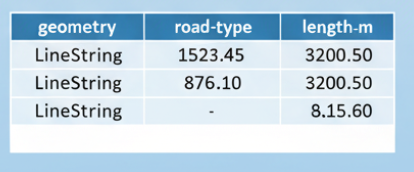 geometry road-type length-m
LineString 1523.45 3200.50
LineString 876.10 3200.50
LineString - 8.15.60